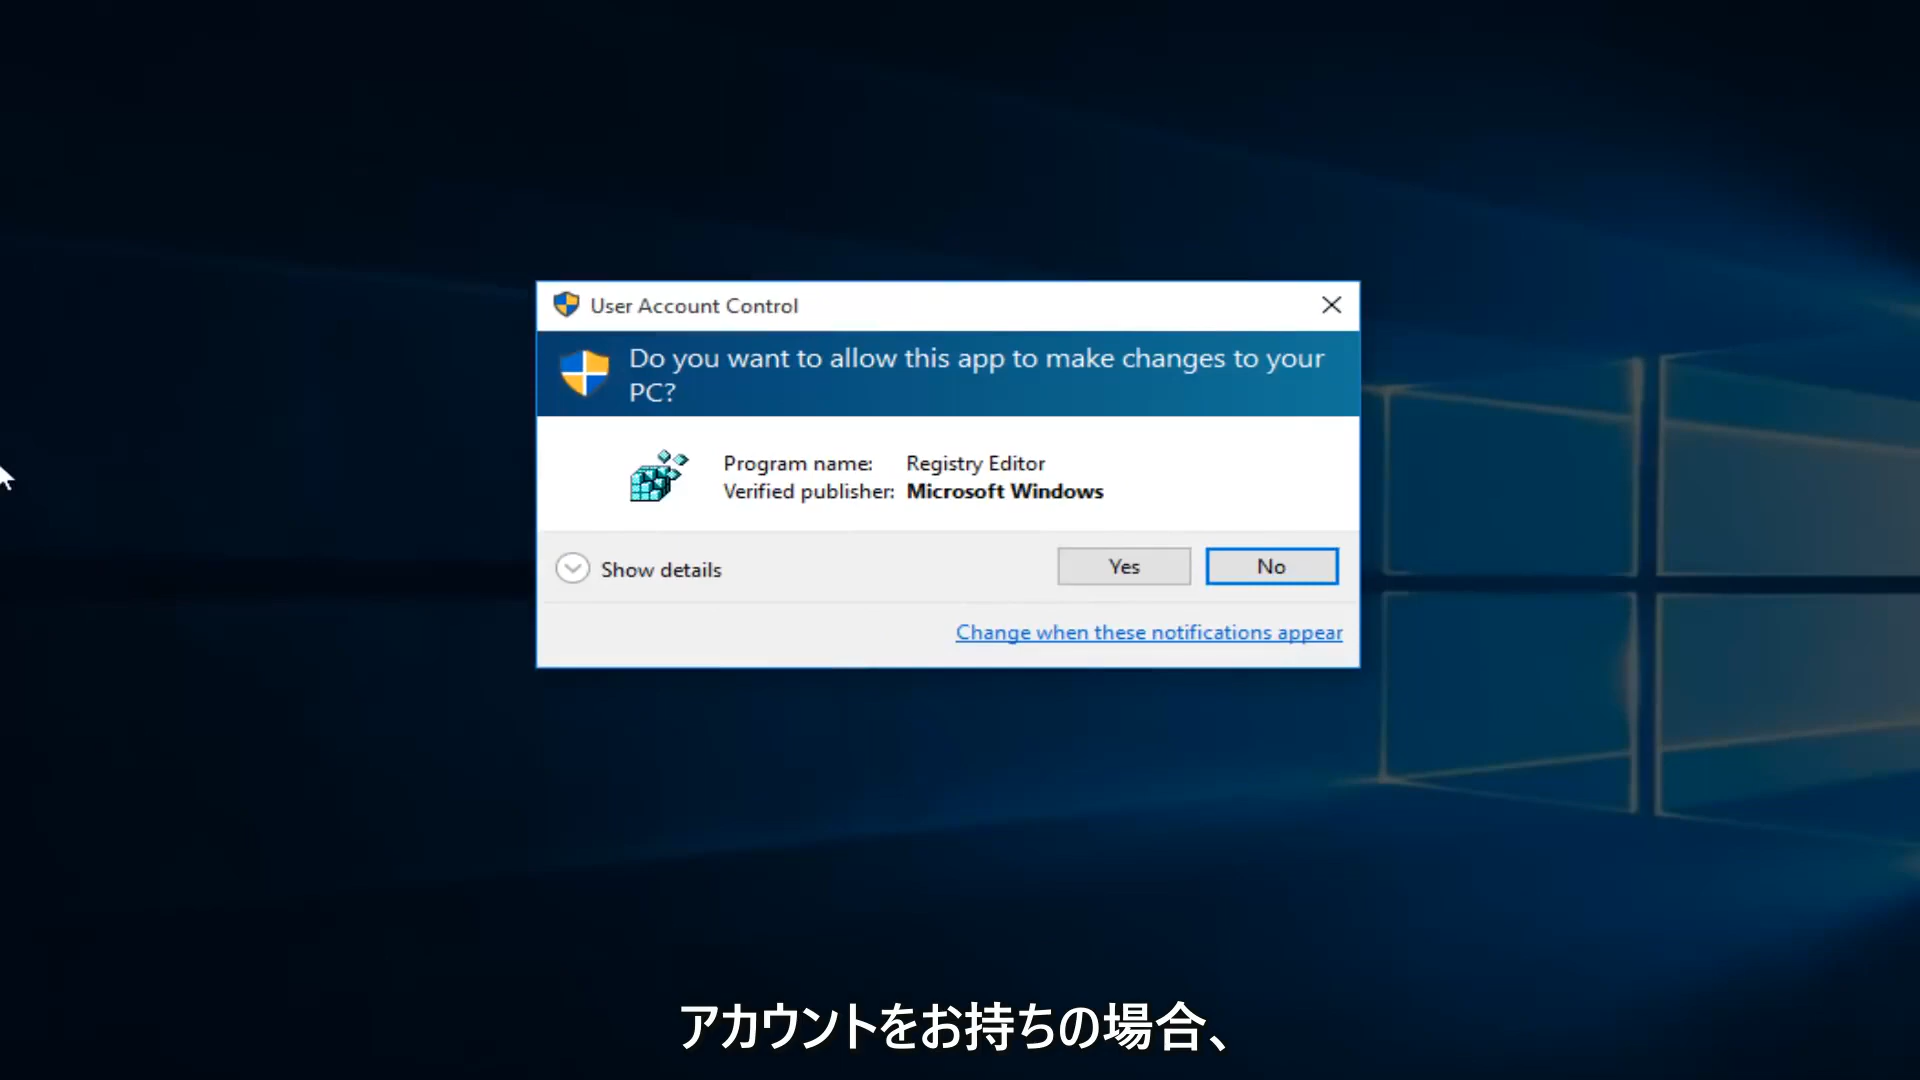 User Account Control
Do you want to allow this app to make changes to your
PC?
Program name: Registry Editor
Verified publisher: Microsoft Windows
Show details
Yes
No
Change when these notifications appear
アカウントをお持ちの場合、